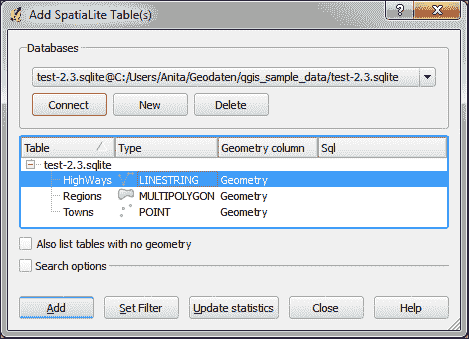 Add SpatiaLite Table(s)
Databases
test-2.3.sqlite@C:/Users/Anita/Geodaten/qgis_sample_data/test-2.3.sqlite
Connect New Delete
Table Type Geometry column Sql
test-2.3.sqlite
HighWays LINESTRING Geometry
Regions MULTIPOLYGON Geometry
Towns POINT Geometry
Also list tables with no geometry
Search options
Add Set Filter Update statistics Close Help